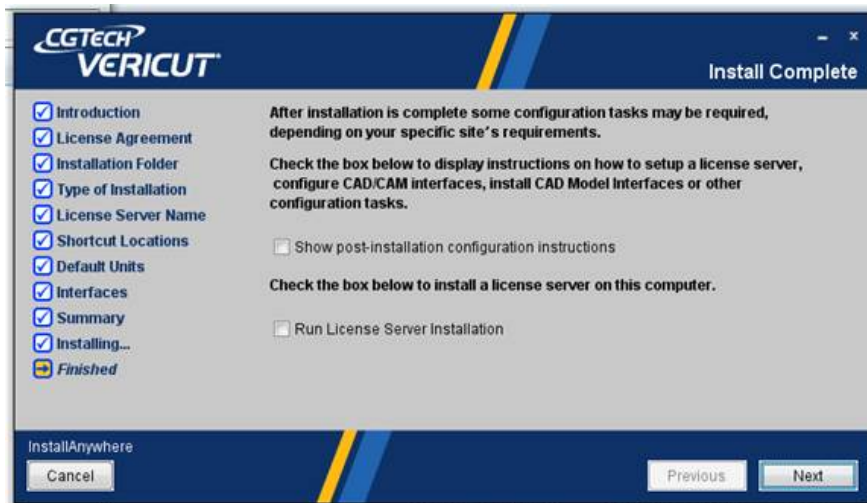 CGTECH
VERICUT
Install Complete
Introduction
License Agreement
Installation Folder
Type of Installation
License Server Name
Shortcut Locations
Default Units
Interfaces
Summary
Installing...
Finished
After installation is complete some configuration tasks may be required,
depending on your specific site's requirements.
Check the box below to display instructions on how to setup a license server,
configure CAD/CAM interfaces, install CAD Model Interfaces or other
configuration tasks.
Show post-installation configuration instructions
Check the box below to install a license server on this computer.
Run License Server Installation
InstallAnywhere
Cancel
Previous
Next